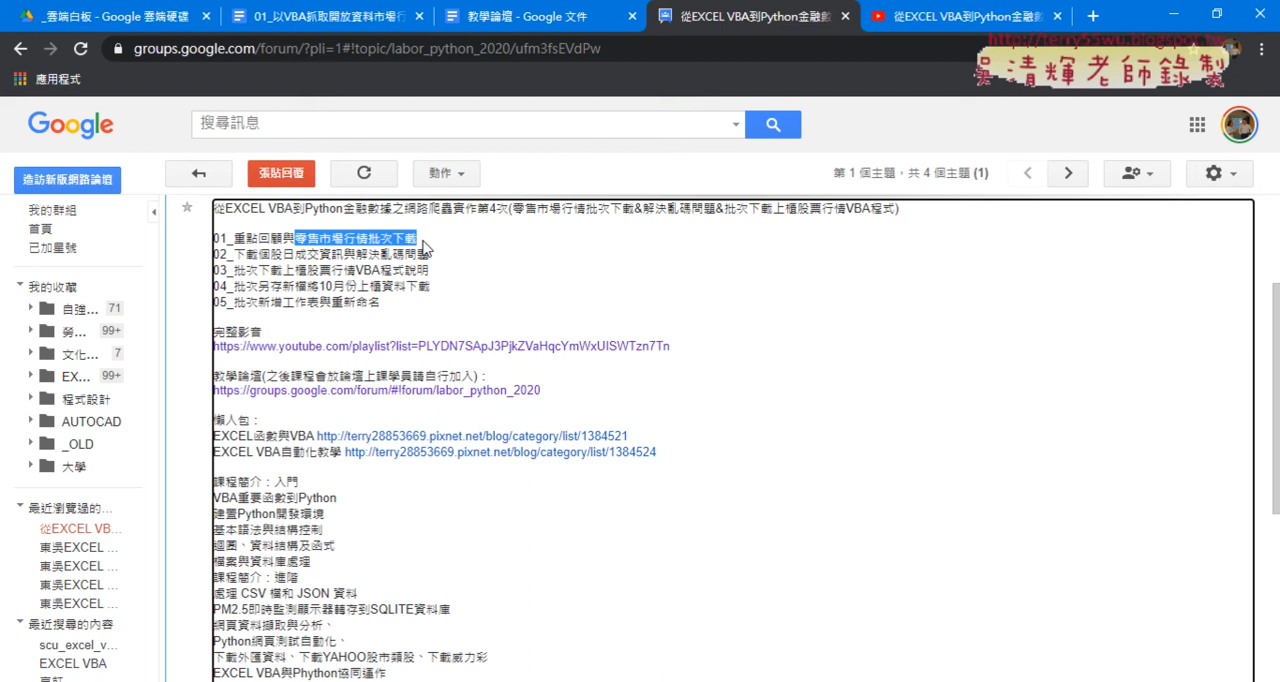 _雲端白板 - Google 雲端硬碟
01_以VBA抓取開放資料市場行
教學論壇 - Google 文件
從EXCEL VBA到Python金融數
從EXCEL VBA到Python金融數
groups.google.com/forum/?pli=1#!topic/labor_python_2020/ufm3fsEVdPw
http://terry55wu.blogspot.tw
吳清輝老師錄製
應用程式
Google
搜尋訊息
造訪新版網路論壇
張貼回覆
動作
第 1 個主題，共 4 個主題 (1)
我的群組
首頁
已加星號
我的收藏
自強... 71
勞... 99+
文化... 7
EX... 99+
程式設計
AUTOCAD
_OLD
大學
最近瀏覽過的...
從EXCEL VB...
東吳EXCEL ...
東吳EXCEL ...
東吳EXCEL ...
東吳EXCEL ...
最近搜尋的內容
scu_excel_v...
EXCEL VBA
從EXCEL VBA到Python金融數據之網路爬蟲實作第4次(零售市場行情批次下載&解決亂碼問題&批次下載上櫃股票行情VBA程式)
01_重點回顧與零售市場行情批次下載
02_下載個股日成交資訊與解決亂碼問題
03_批次下載上櫃股票行情VBA程式說明
04_批次另存新檔將10月份上櫃資料下載
05_批次新增工作表與重新命名
完整影音
https://www.youtube.com/playlist?list=PLYDN7SApJ3PjkZVaHqcYmWxUISWTzn7Tn
教學論壇(之後課程會放論壇上課學員請自行加入)：
https://groups.google.com/forum/#!forum/labor_python_2020
懶人包：
EXCEL函數與VBA http://terry28853669.pixnet.net/blog/category/list/1384521
EXCEL VBA自動化教學 http://terry28853669.pixnet.net/blog/category/list/1384524
課程簡介：入門
VBA重要函數到Python
建置Python開發環境
基本語法與結構控制
迴圈、資料結構及函式
檔案與資料庫處理
課程簡介：進階
處理 CSV 檔和 JSON 資料
PM2.5即時監測顯示器轉存到SQLITE資料庫
網頁資料擷取與分析、
Python網頁測試自動化、
下載外匯資料、下載YAHOO股市類股、下載威力彩
EXCEL VBA與Phython協同運作